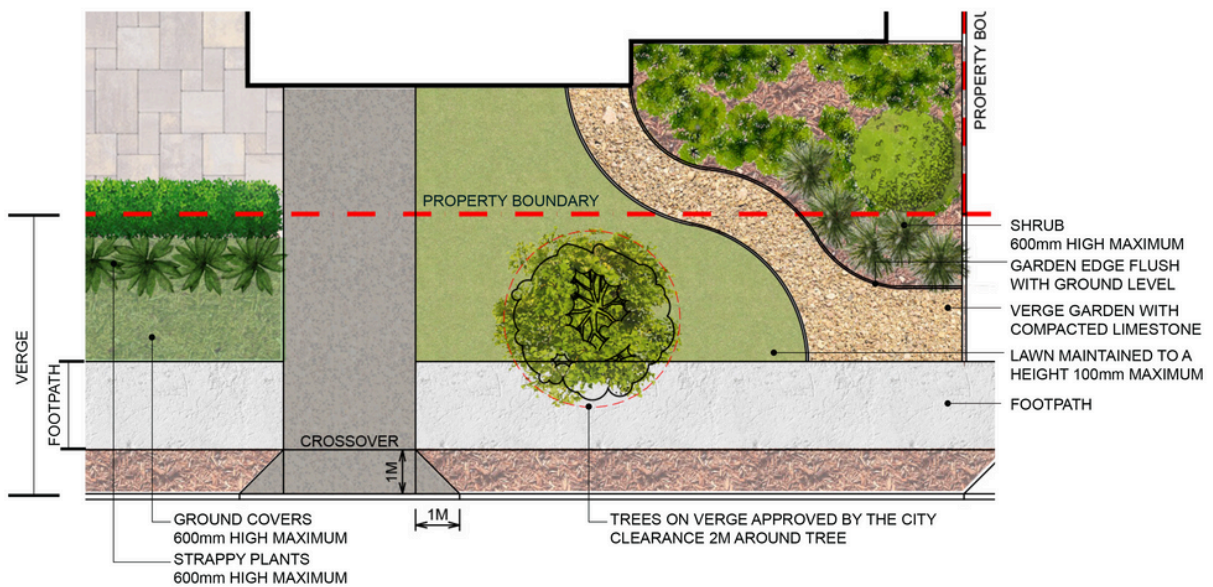 PROPERTY BOU
PROPERTY BOUNDARY
SHRUB
600mm HIGH MAXIMUM
GARDEN EDGE FLUSH
WITH GROUND LEVEL
VERGE GARDEN WITH
COMPACTED LIMESTONE
LAWN MAINTAINED TO A
HEIGHT 100mm MAXIMUM
FOOTPATH
VERGE
FOOTPATH
CROSSOVER
1M
1M
GROUND COVERS
600mm HIGH MAXIMUM
STRAPPY PLANTS
600mm HIGH MAXIMUM
TREES ON VERGE APPROVED BY THE CITY
CLEARANCE 2M AROUND TREE